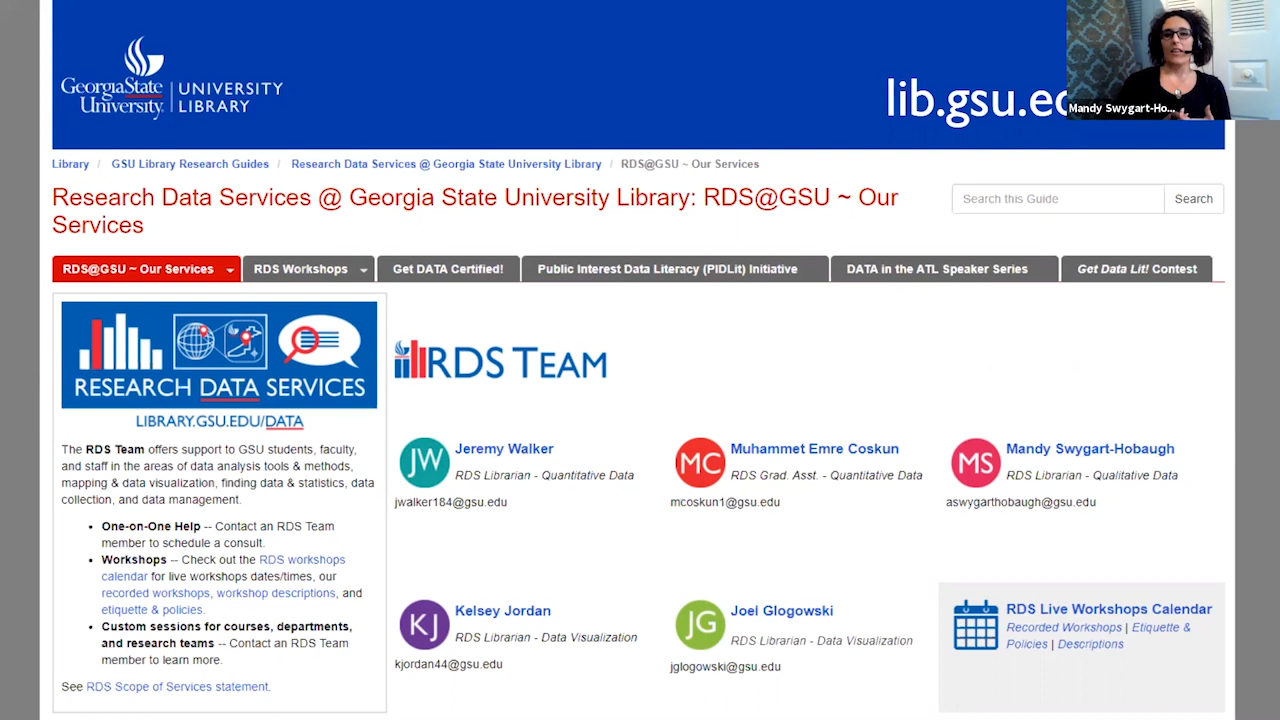 GeorgiaState
University
UNIVERSITY
LIBRARY
lib.gsu.ed
Mandy Swygart-Ho...
Library / GSU Library Research Guides / Research Data Services @ Georgia State University Library / RDS@GSU ~ Our Services
Research Data Services @ Georgia State University Library: RDS@GSU ~ Our
Services
Search this Guide
Search
RDS@GSU ~ Our Services
RDS Workshops
Get DATA Certified!
Public Interest Data Literacy (PIDLit) Initiative
DATA in the ATL Speaker Series
Get Data Lit! Contest
RESEARCH DATA SERVICES
LIBRARY.GSU.EDU/DATA
The RDS Team offers support to GSU students, faculty,
and staff in the areas of data analysis tools & methods,
mapping & data visualization, finding data & statistics, data
collection, and data management.
• One-on-One Help -- Contact an RDS Team
member to schedule a consult.
• Workshops -- Check out the RDS workshops
calendar for live workshops dates/times, our
recorded workshops, workshop descriptions, and
etiquette & policies.
• Custom sessions for courses, departments,
and research teams -- Contact an RDS Team
member to learn more.
See RDS Scope of Services statement.
RDS TEAM
JW
Jeremy Walker
RDS Librarian - Quantitative Data
jwalker184@gsu.edu
MC
Muhammet Emre Coskun
RDS Grad. Asst. - Quantitative Data
mcoskun1@gsu.edu
MS
Mandy Swygart-Hobaugh
RDS Librarian - Qualitative Data
aswygarthobaugh@gsu.edu
KJ
Kelsey Jordan
RDS Librarian - Data Visualization
kjordan44@gsu.edu
JG
Joel Glogowski
RDS Librarian - Data Visualization
jglogowski@gsu.edu
RDS Live Workshops Calendar
Recorded Workshops | Etiquette &
Policies | Descriptions